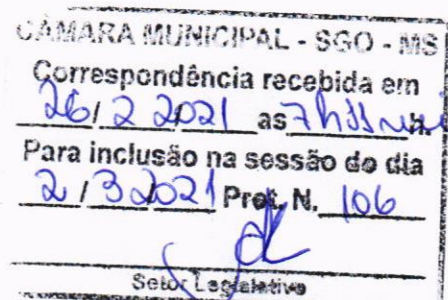 CÂMARA MUNICIPAL - SGO - MS
Correspondência recebida em
26/2 2021 as 7h h.
Para inclusão na sessão do dia
2/3 2021 Prot. N. 106
Setor Legislativo